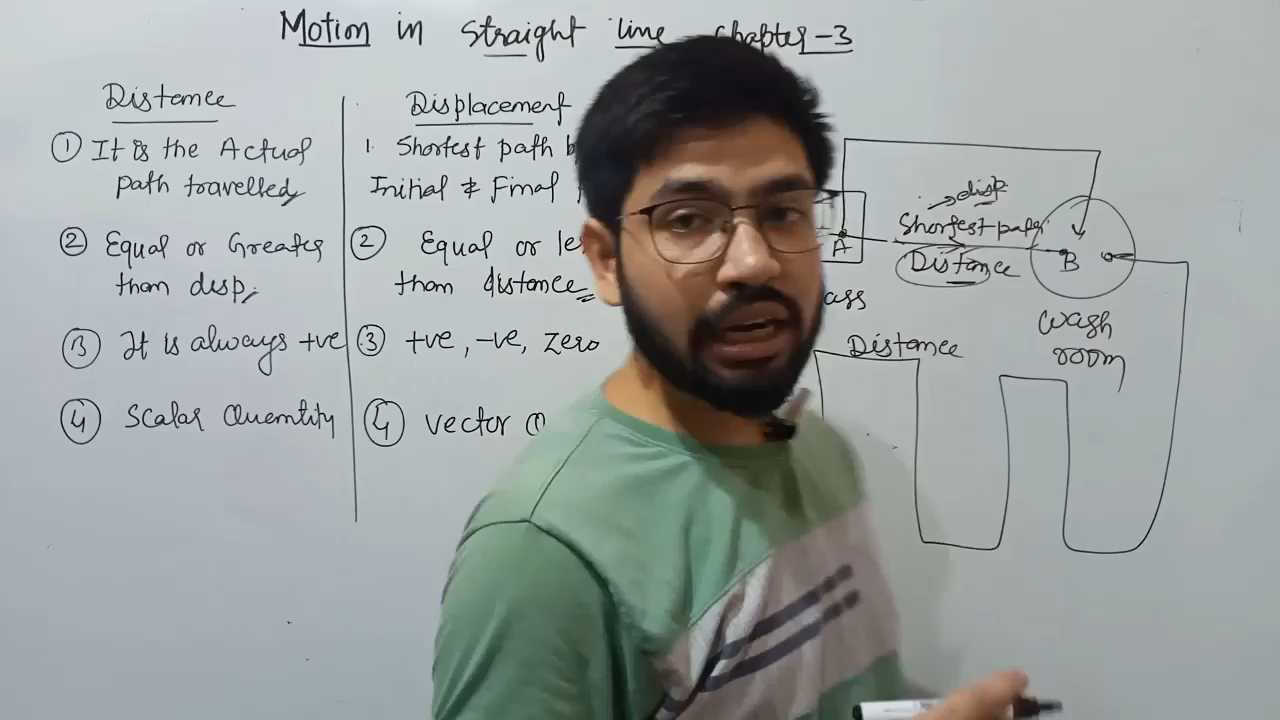 Motion in straight line chapter-3
Distance
① It is the Actual
path travelled
② Equal or Greater
than disp.
③ It is always +ve
④ Scalar Quantity
Displacement
1. Shortest path b
Initial & Final
② Equal or le
than distance
③ +ve, -ve, zero
④ vector Q
disp.
Shortest path
Distance
A
B
ass
wash
room
Distance